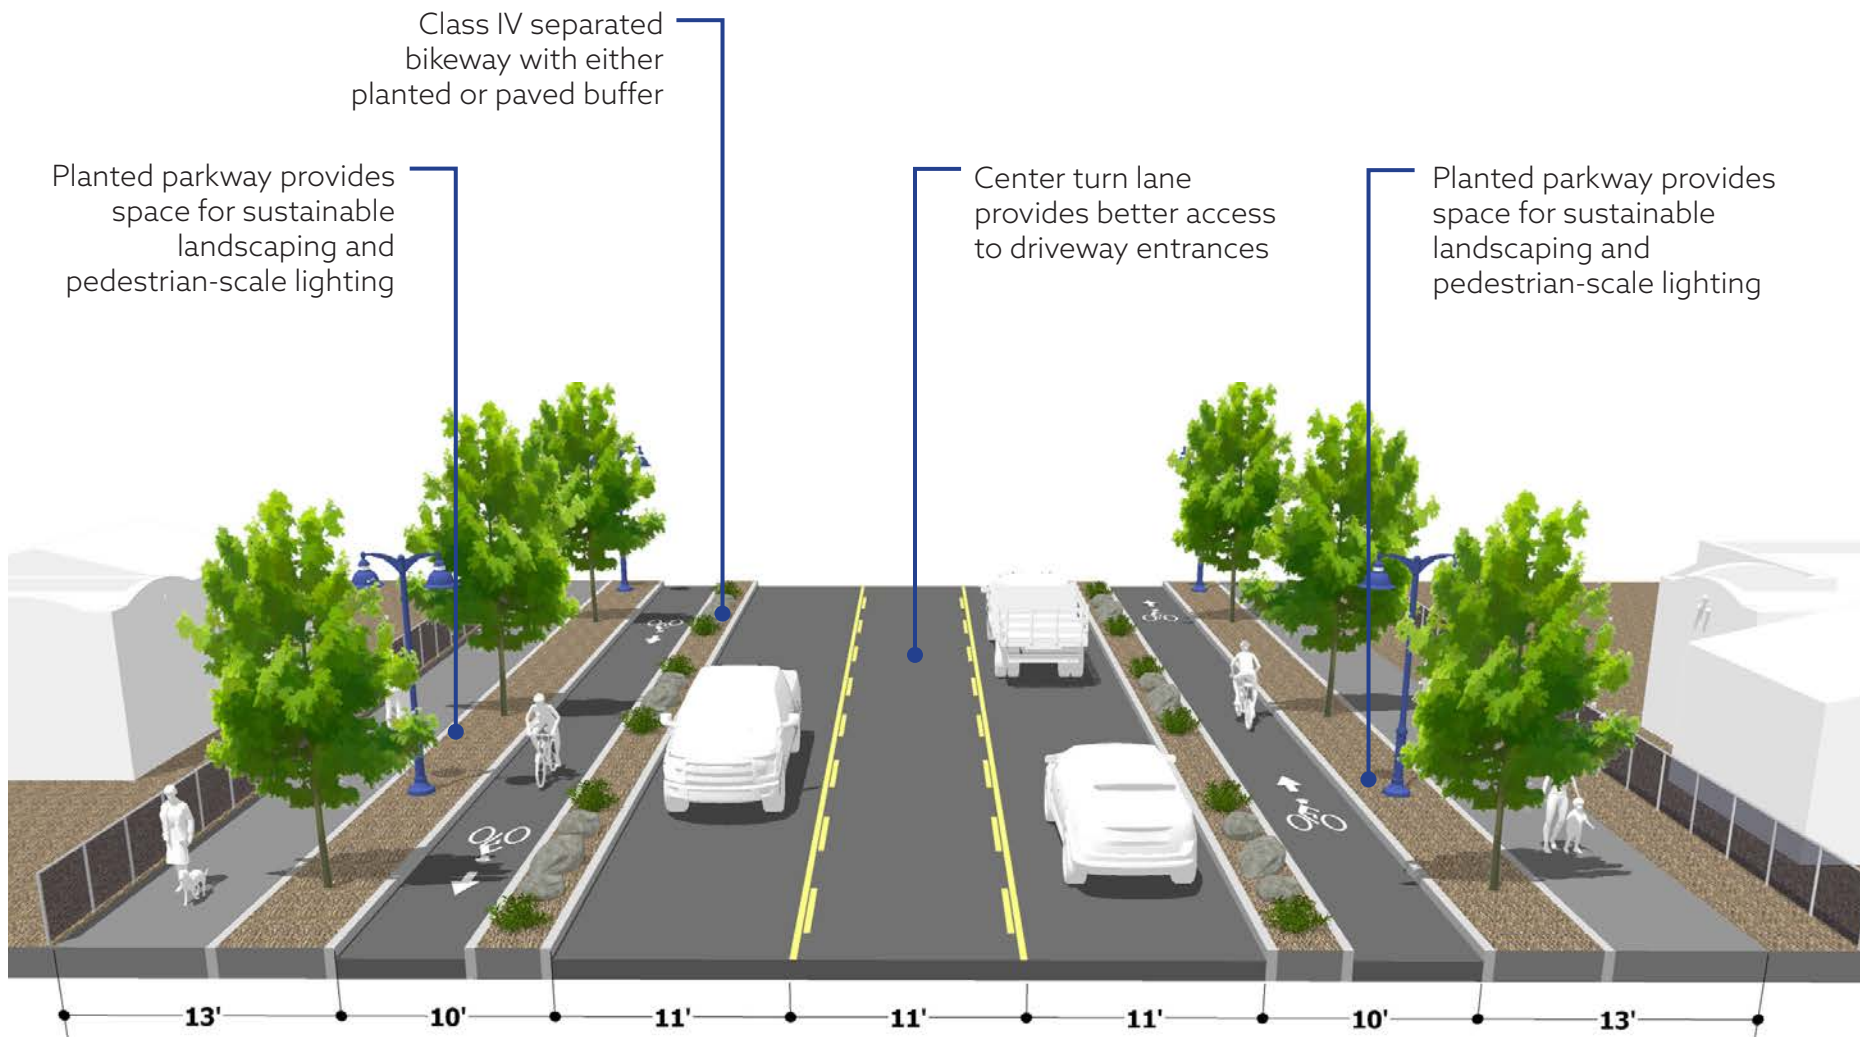 Class IV separated
bikeway with either
planted or paved buffer
Planted parkway provides
space for sustainable
landscaping and
pedestrian-scale lighting
Center turn lane
provides better access
to driveway entrances
Planted parkway provides
space for sustainable
landscaping and
pedestrian-scale lighting
13' 10' 11' 11' 11' 10' 13'